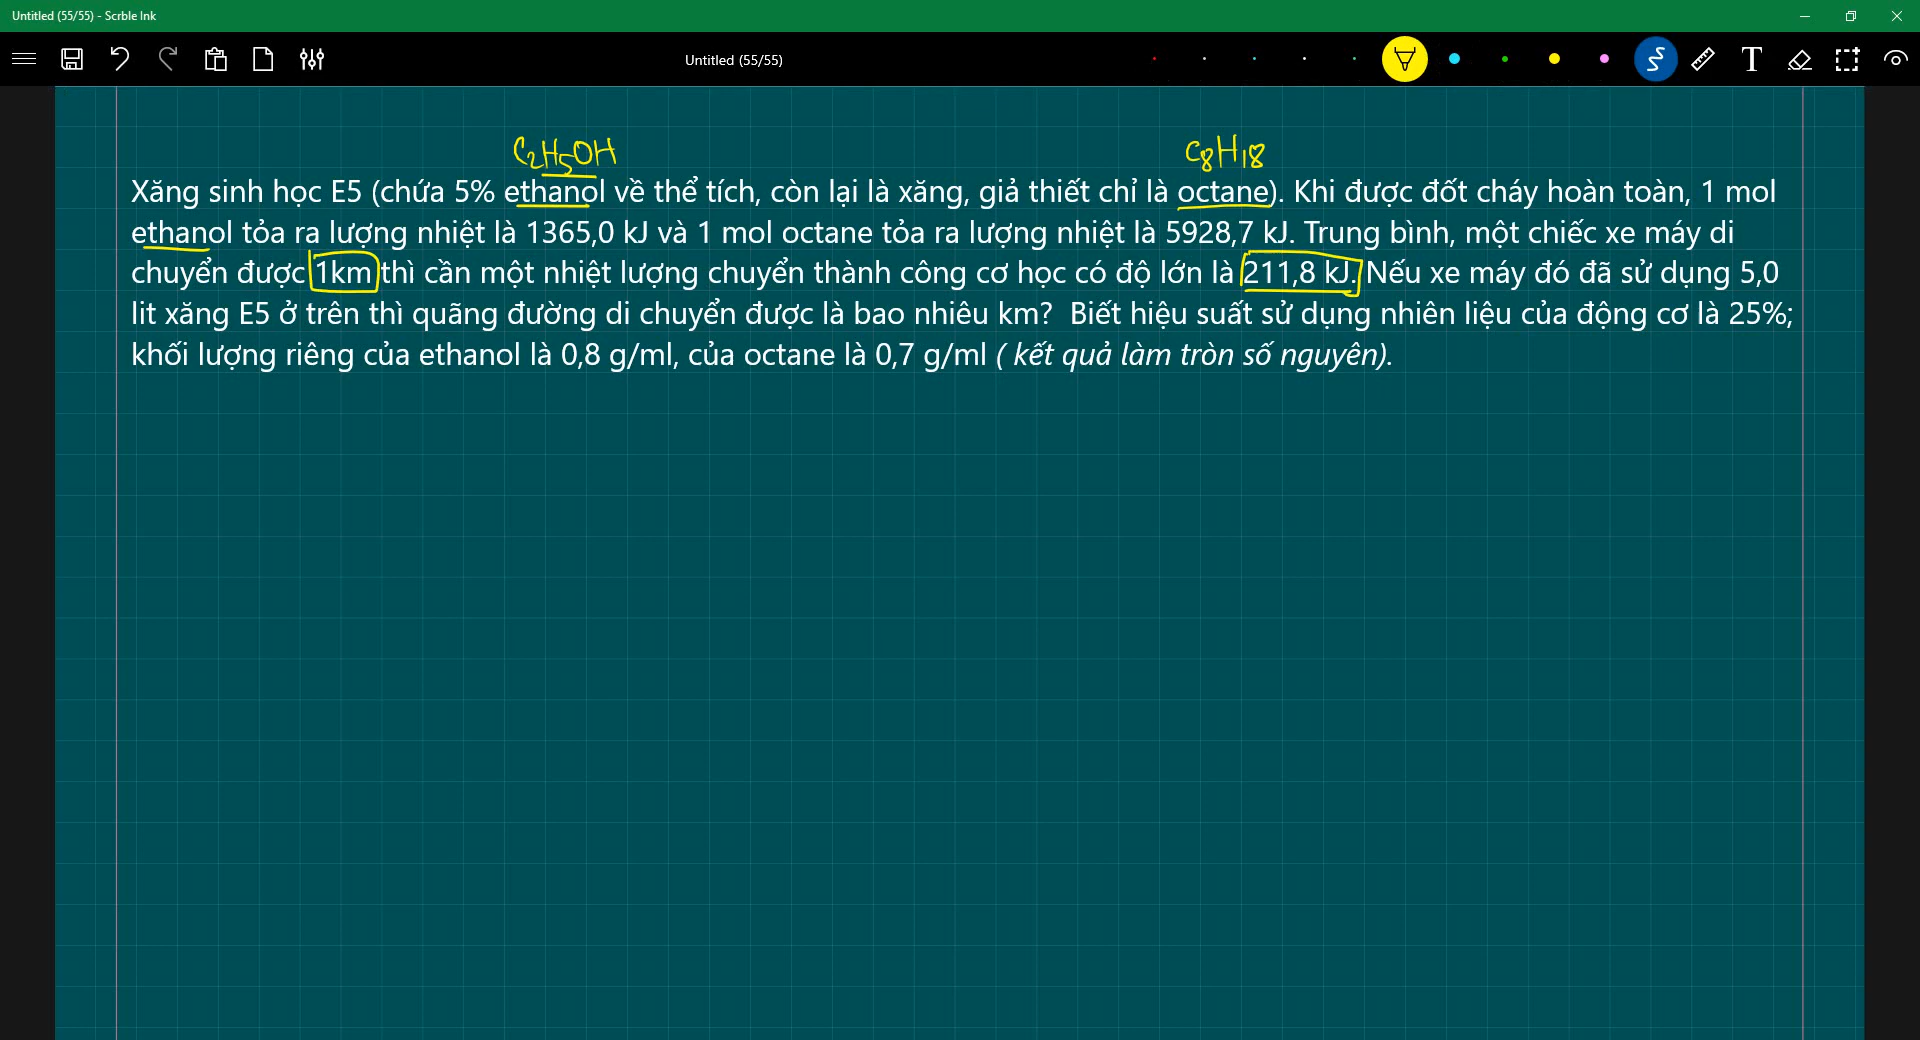 Untitled (55/55) - Scrble Ink
Untitled (55/55)
T
C2H5OH
C8H18
Xăng sinh học E5 (chứa 5% ethanol về thể tích, còn lại là xăng, giả thiết chỉ là octane). Khi được đốt cháy hoàn toàn, 1 mol
ethanol tỏa ra lượng nhiệt là 1365,0 kJ và 1 mol octane tỏa ra lượng nhiệt là 5928,7 kJ. Trung bình, một chiếc xe máy di
chuyển được 1km thì cần một nhiệt lượng chuyển thành công cơ học có độ lớn là 211,8 kJ. Nếu xe máy đó đã sử dụng 5,0
lit xăng E5 ở trên thì quãng đường di chuyển được là bao nhiêu km? Biết hiệu suất sử dụng nhiên liệu của động cơ là 25%;
khối lượng riêng của ethanol là 0,8 g/ml, của octane là 0,7 g/ml ( kết quả làm tròn số nguyên).